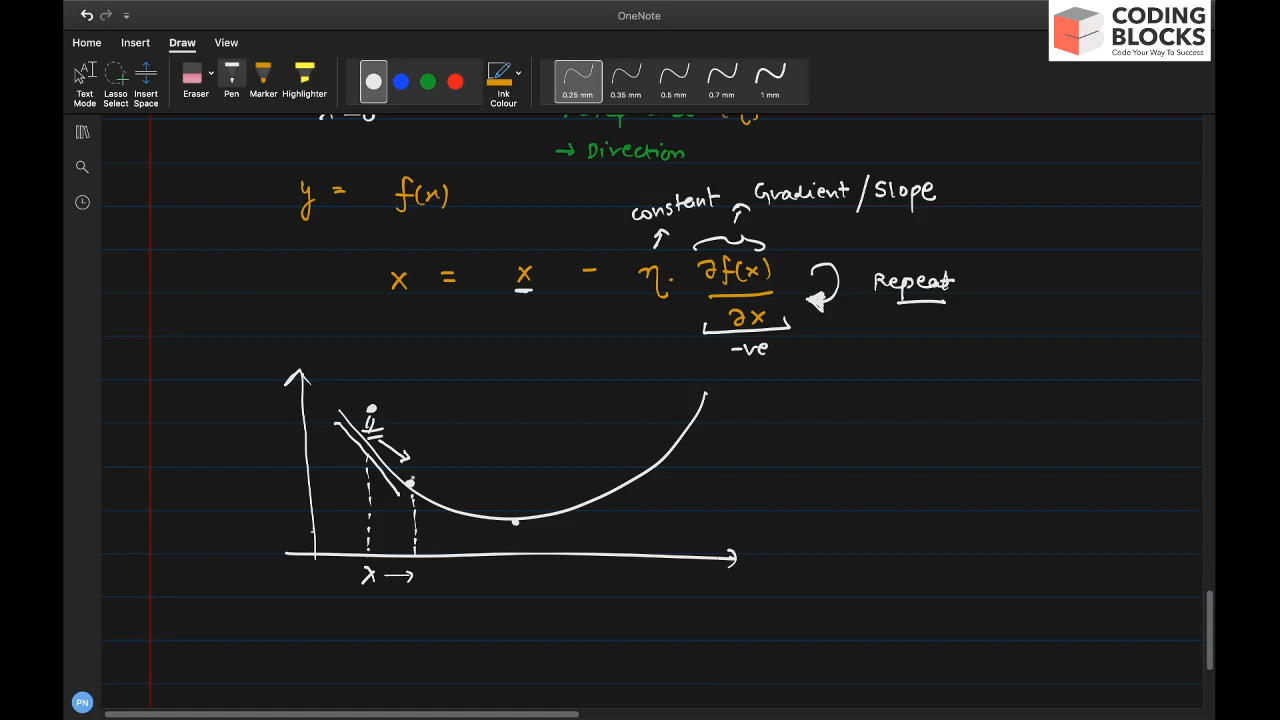 OneNote
CODING
BLOCKS
Code Your Way To Success
Home Insert Draw View
Text Mode
Lasso Select
Insert Space
Eraser
Pen
Marker
Highlighter
Ink Colour
0.25 mm 0.35 mm 0.5 mm 0.7 mm 1 mm
→ Direction
y = f(x)
constant Gradient / Slope
x = x - η. ∂f(x)/∂x Repeat
-ve
x →
PN